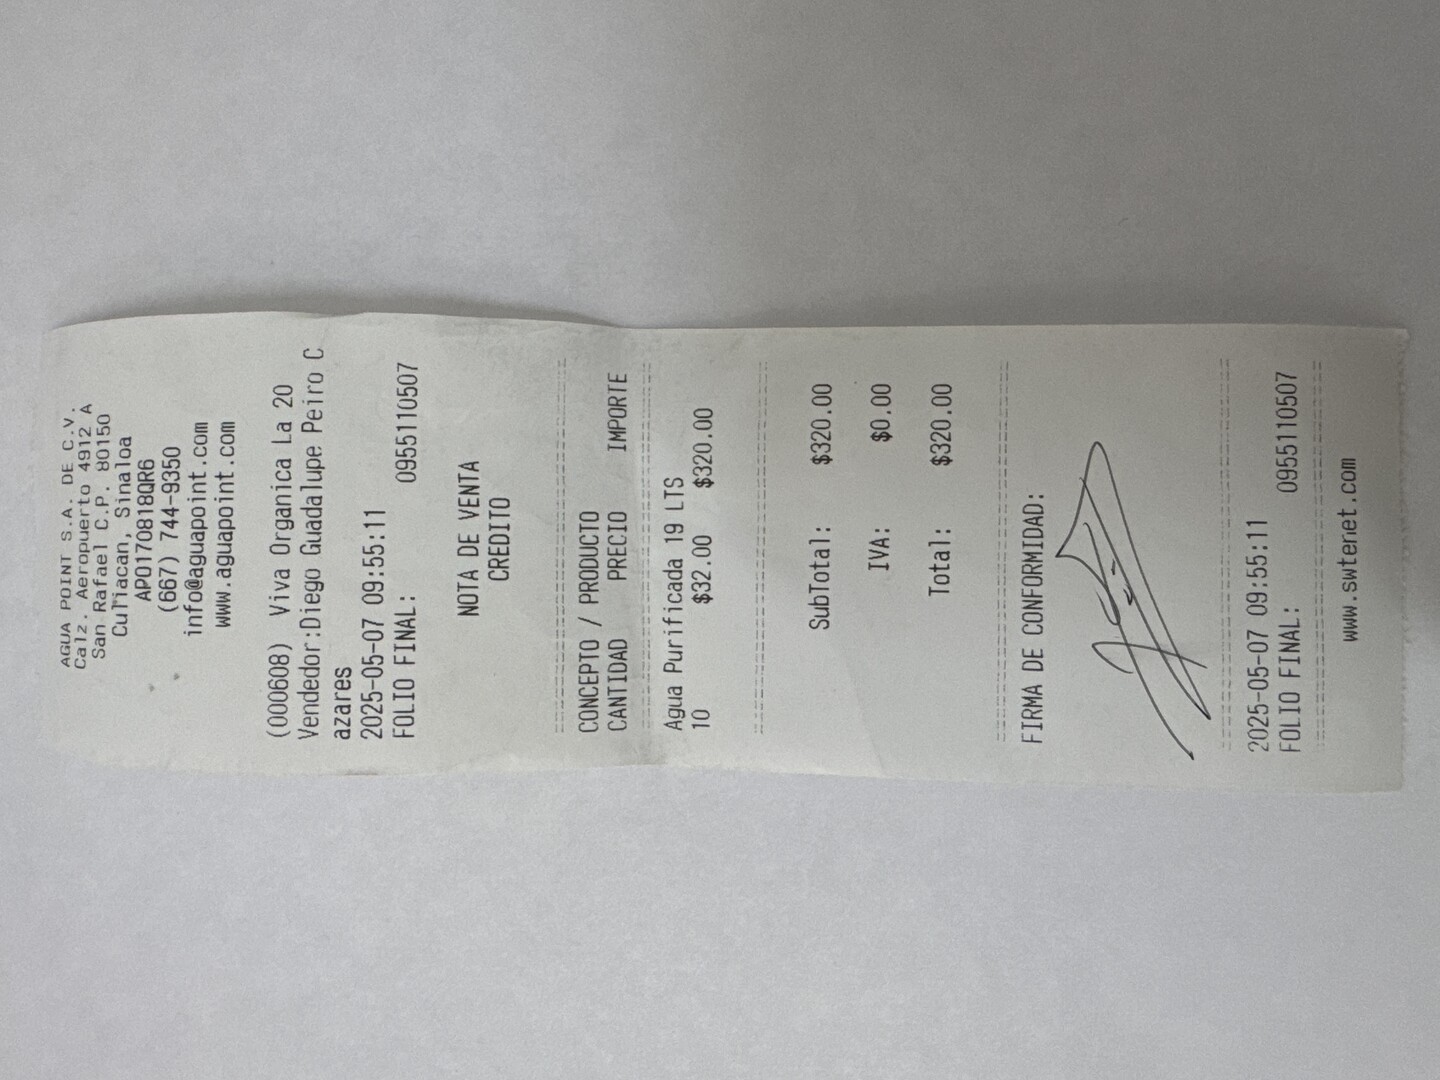 AGUA POINT S.A. DE C.V.
Calz. Aeropuerto 4912 A
San Rafael C.P. 80150
Culiacan, Sinaloa
APO170818QR6
(667) 744-9350
info@aguapoint.com
www.aguapoint.com
(000608) Viva Organica La 20
Vendedor:Diego Guadalupe Peiro C
azares
2025-05-07 09:55:11
FOLIO FINAL: 0955110507
NOTA DE VENTA
CREDITO
CONCEPTO / PRODUCTO
CANTIDAD PRECIO IMPORTE
Agua Purificada 19 LTS
10 $32.00 $320.00
SubTotal: $320.00
IVA: $0.00
Total: $320.00
FIRMA DE CONFORMIDAD:
2025-05-07 09:55:11
FOLIO FINAL: 0955110507
www.swterient.com